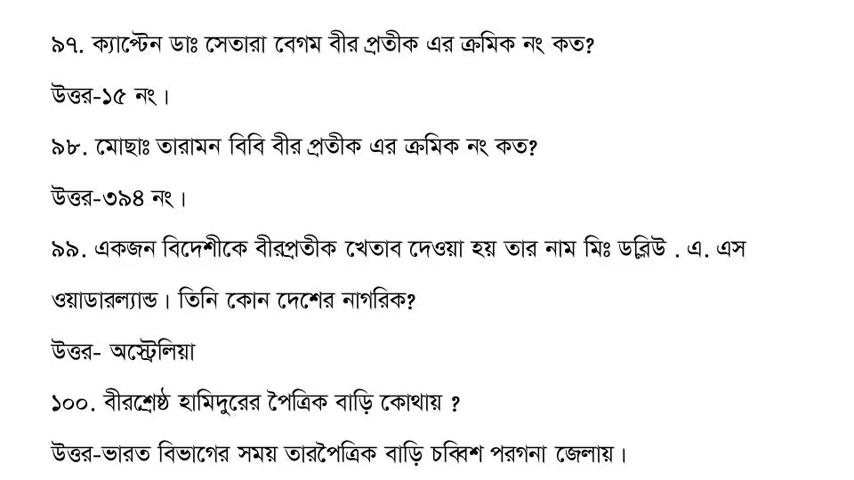 ৯৭. ক্যাপ্টেন ডাঃ সেতারা বেগম বীর প্রতীক এর ক্রমিক নং কত?
উত্তর-১৫ নং।
৯৮. মোছাঃ তারামন বিবি বীর প্রতীক এর ক্রমিক নং কত?
উত্তর-৩৯৪ নং।
৯৯. একজন বিদেশীকে বীরপ্রতীক খেতাব দেওয়া হয় তার নাম মিঃ ডব্লিউ . এ. এস
ওয়াডারল্যান্ড। তিনি কোন দেশের নাগরিক?
উত্তর- অস্ট্রেলিয়া
১০০. বীরশ্রেষ্ঠ হামিদুরের পৈত্রিক বাড়ি কোথায় ?
উত্তর-ভারত বিভাগের সময় তারপৈত্রিক বাড়ি চব্বিশ পরগনা জেলায়।